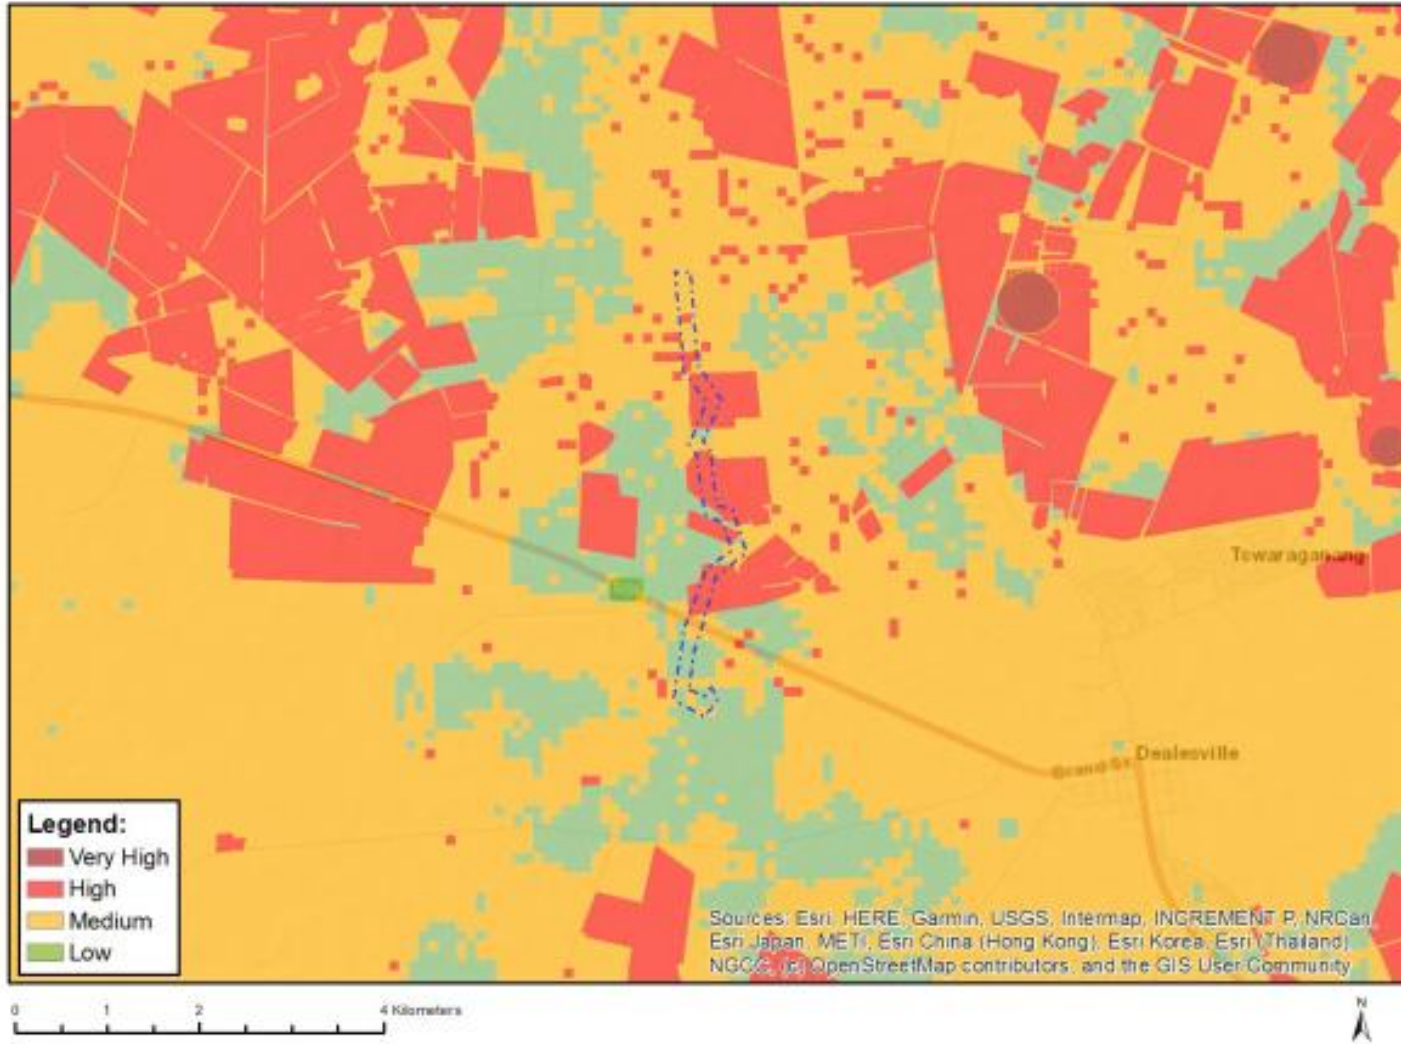 Towaraganang
Dealesville
Brand St
Legend:
Very High
High
Medium
Low
Sources: Esri, HERE, Garmin, USGS, Intermap, INCREMENT P, NRCan,
Esri Japan, METI, Esri China (Hong Kong), Esri Korea, Esri (Thailand),
NGCC, (c) OpenStreetMap contributors, and the GIS User Community
0 1 2 4 Kilometers
N